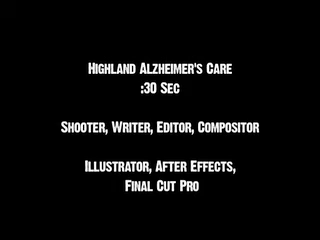 Highland Alzheimer's Care
:30 Sec
Shooter, Writer, Editor, Compositor
Illustrator, After Effects,
Final Cut Pro